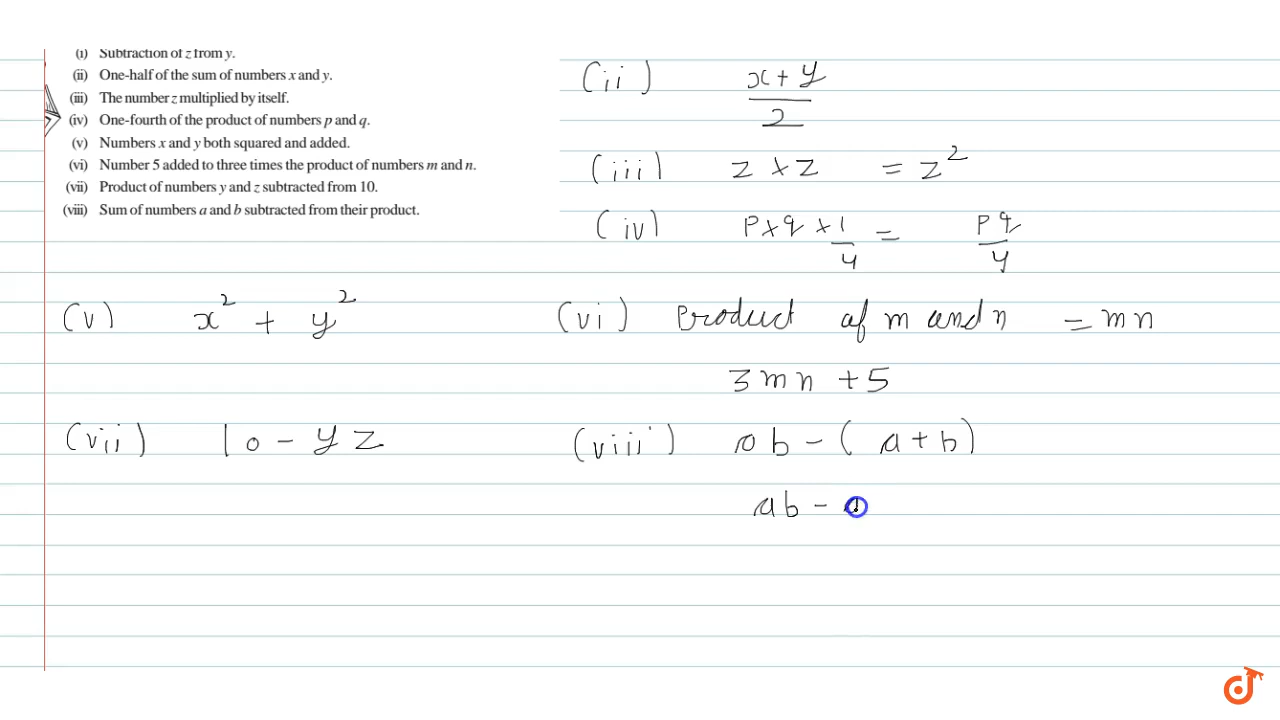 (i) Subtraction of z from y.
(ii) One-half of the sum of numbers x and y.
(iii) The number z multiplied by itself.
(iv) One-fourth of the product of numbers p and q.
(v) Numbers x and y both squared and added.
(vi) Number 5 added to three times the product of numbers m and n.
(vii) Product of numbers y and z subtracted from 10.
(viii) Sum of numbers a and b subtracted from their product.
(ii) x + y / 2
(iii) z × z = z²
(iv) p × q × 1/4 = pq/4
(v) x² + y²
(vi) Product of m and n = mn
3mn + 5
(vii) 10 - yz
(viii) ab - (a + b)
ab - a